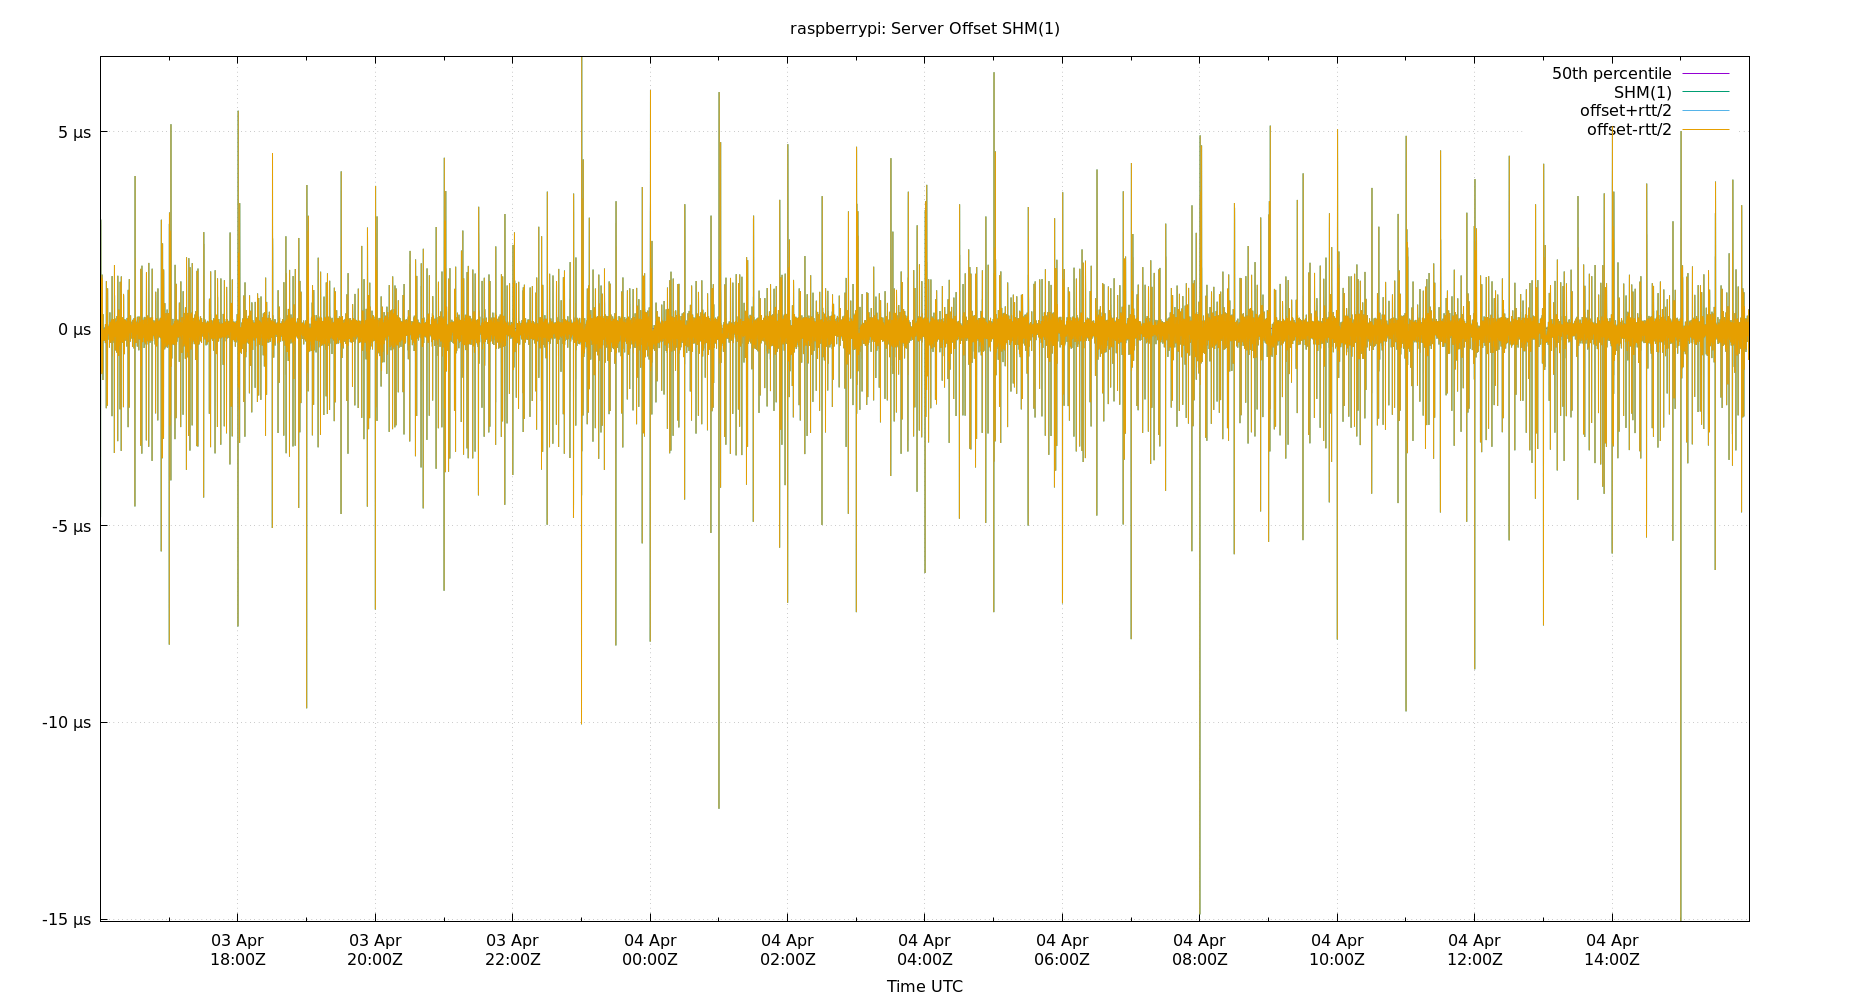 raspberrypi: Server Offset SHM(1)
50th percentile
SHM(1)
offset+rtt/2
offset-rtt/2
5 µs
0 µs
-5 µs
-10 µs
-15 µs
03 Apr
18:00Z
03 Apr
20:00Z
03 Apr
22:00Z
04 Apr
00:00Z
04 Apr
02:00Z
04 Apr
04:00Z
04 Apr
06:00Z
04 Apr
08:00Z
04 Apr
10:00Z
04 Apr
12:00Z
04 Apr
14:00Z
Time UTC